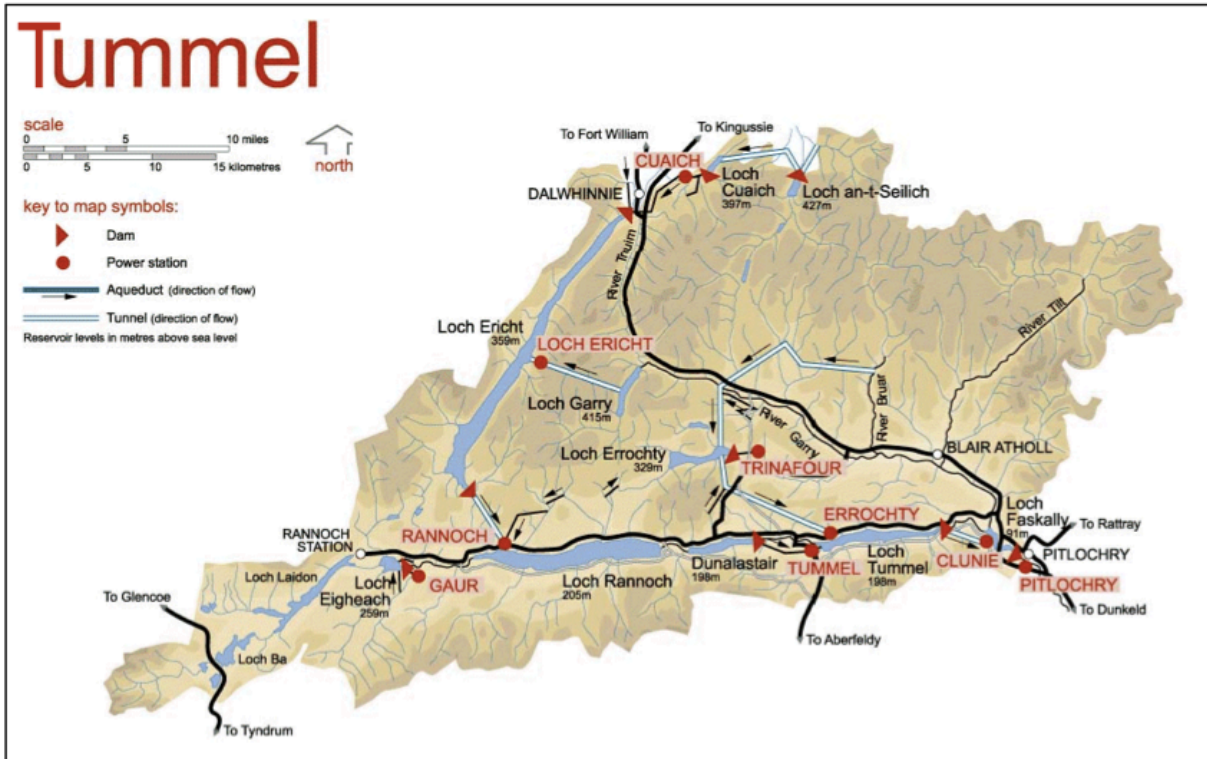 Tummel
scale
0 5 10 miles
0 5 10 15 kilometres
north
key to map symbols:
Dam
Power station
Aqueduct (direction of flow)
Tunnel (direction of flow)
Reservoir levels in metres above sea level
To Fort William
To Kingussie
CUAICH
DALWHINNIE
Loch
Cuaich
397m
Loch an-t-Seilich
427m
River Truim
River Tilt
Loch Ericht
359m
LOCH ERICHT
Loch Garry
415m
River Bruar
River Garry
Loch Errochty
329m
TRINAFOUR
BLAIR ATHOLL
ERROCHTY
Loch
Faskally
91m
To Rattray
PITLOCHRY
RANNOCH
STATION
RANNOCH
Loch Laidon
Loch
Eigheach
259m
GAUR
Loch Rannoch
205m
Dunalastair
198m
TUMMEL
Loch
Tummel
198m
CLUNIE
PITLOCHRY
To Dunkeld
To Glencoe
To Aberfeldy
Loch Ba
To Tyndrum